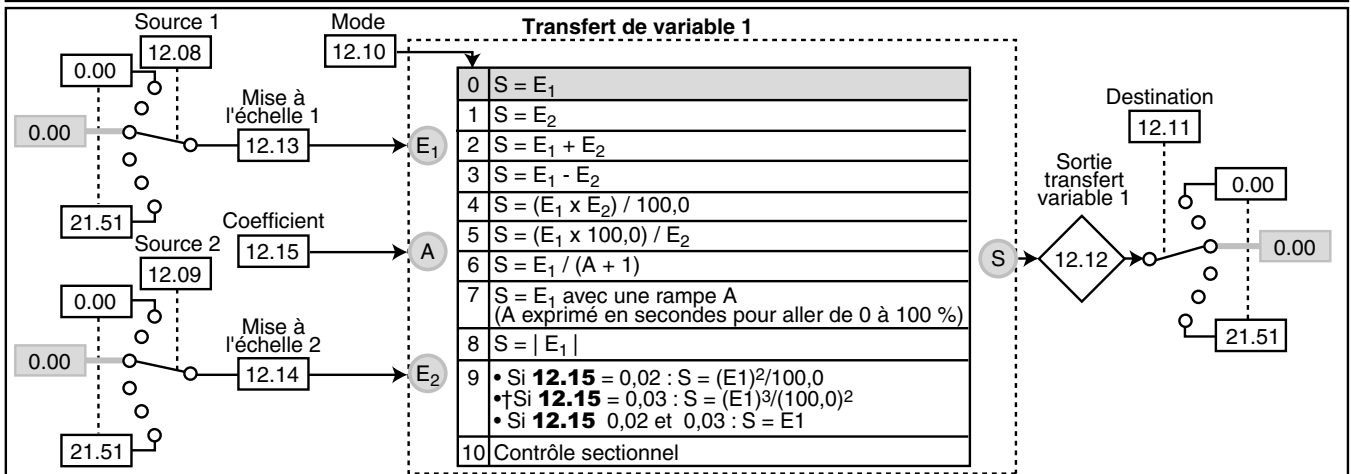 Transfert de variable 1
Source 1
12.08
0.00
0.00
21.51
Mise à
l'échelle 1
12.13
E1
Mode
12.10
Coefficient
12.15
A
Source 2
12.09
0.00
0.00
21.51
Mise à
l'échelle 2
12.14
E2
0 S = E1
1 S = E2
2 S = E1 + E2
3 S = E1 - E2
4 S = (E1 x E2) / 100,0
5 S = (E1 x 100,0) / E2
6 S = E1 / (A + 1)
7 S = E1 avec une rampe A
(A exprimé en secondes pour aller de 0 à 100 %)
8 S = | E1 |
9 • Si 12.15 = 0,02 : S = (E1)²/100,0
•†Si 12.15 = 0,03 : S = (E1)³/(100,0)²
• Si 12.15 0,02 et 0,03 : S = E1
10 Contrôle sectionnel
S
Sortie
transfert
variable 1
12.12
Destination
12.11
0.00
0.00
21.51